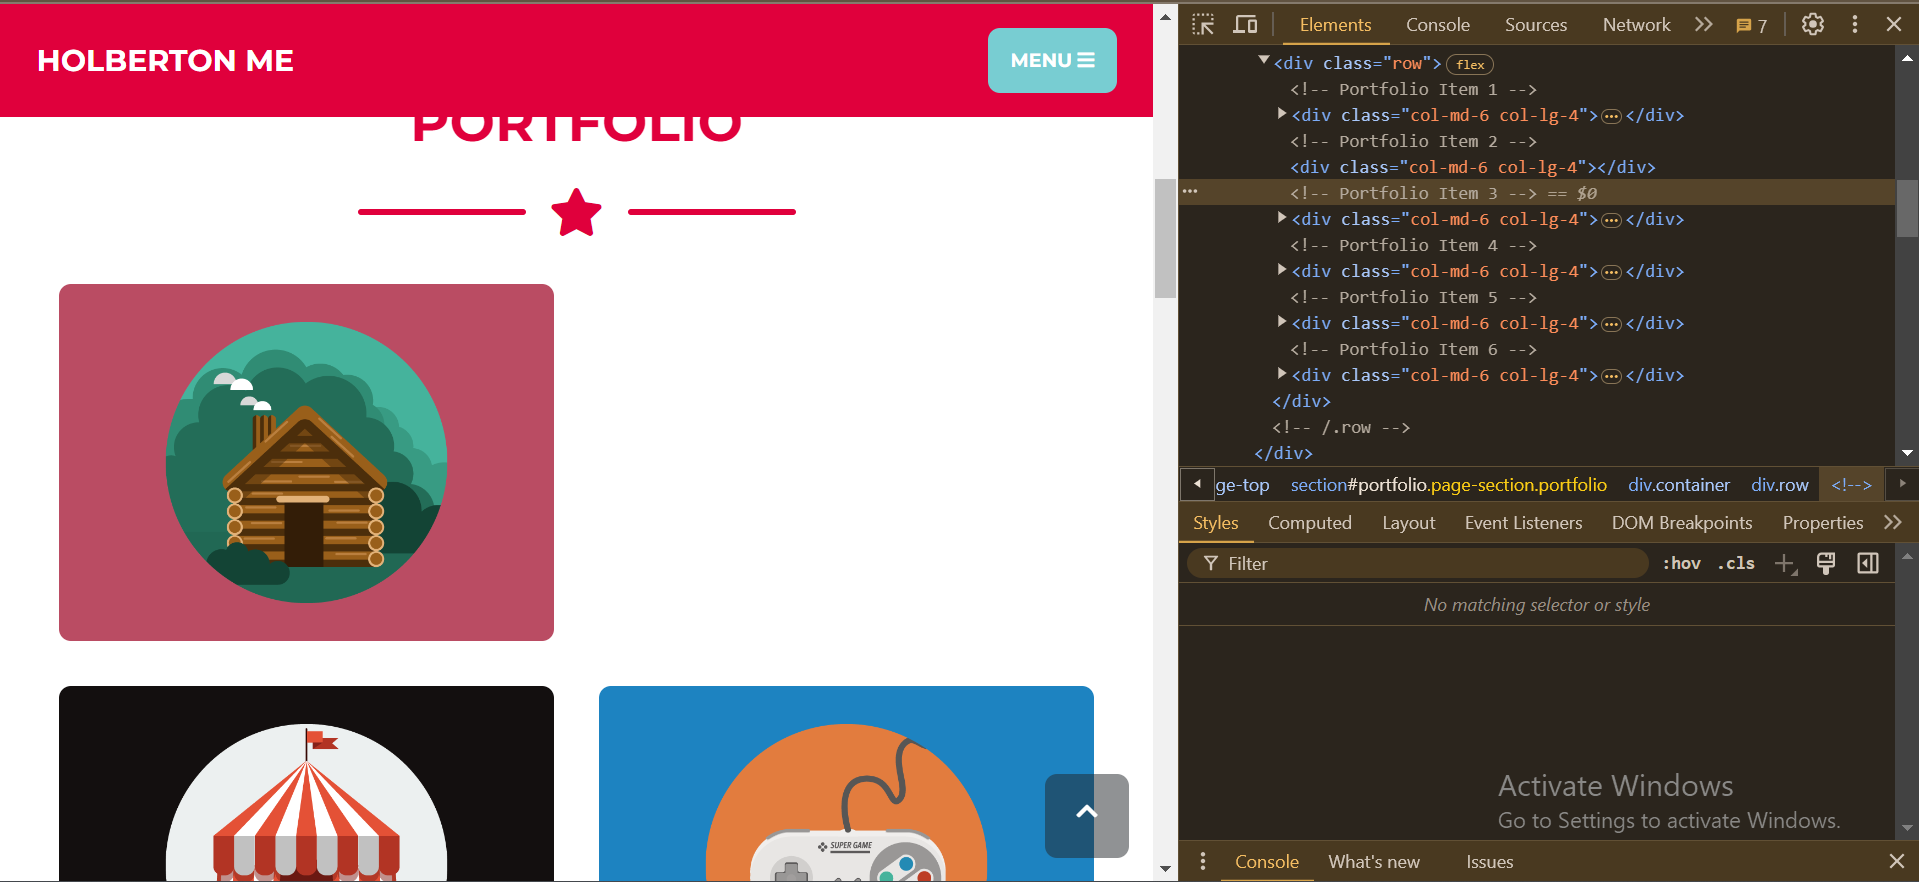 HOLBERTON ME
MENU
PORTFOLIO
SUPER GAME
Elements Console Sources Network 7
<div class="row"> flex
<!-- Portfolio Item 1 -->
<div class="col-md-6 col-lg-4"> ••• </div>
<!-- Portfolio Item 2 -->
<div class="col-md-6 col-lg-4"></div>
<!-- Portfolio Item 3 --> == $0
<div class="col-md-6 col-lg-4"> ••• </div>
<!-- Portfolio Item 4 -->
<div class="col-md-6 col-lg-4"> ••• </div>
<!-- Portfolio Item 5 -->
<div class="col-md-6 col-lg-4"> ••• </div>
<!-- Portfolio Item 6 -->
<div class="col-md-6 col-lg-4"> ••• </div>
</div>
<!-- /.row -->
</div>
ge-top section#portfolio.page-section.portfolio div.container div.row <!-->
Styles Computed Layout Event Listeners DOM Breakpoints Properties
Filter :hov .cls
No matching selector or style
Activate Windows
Go to Settings to activate Windows.
Console What's new Issues